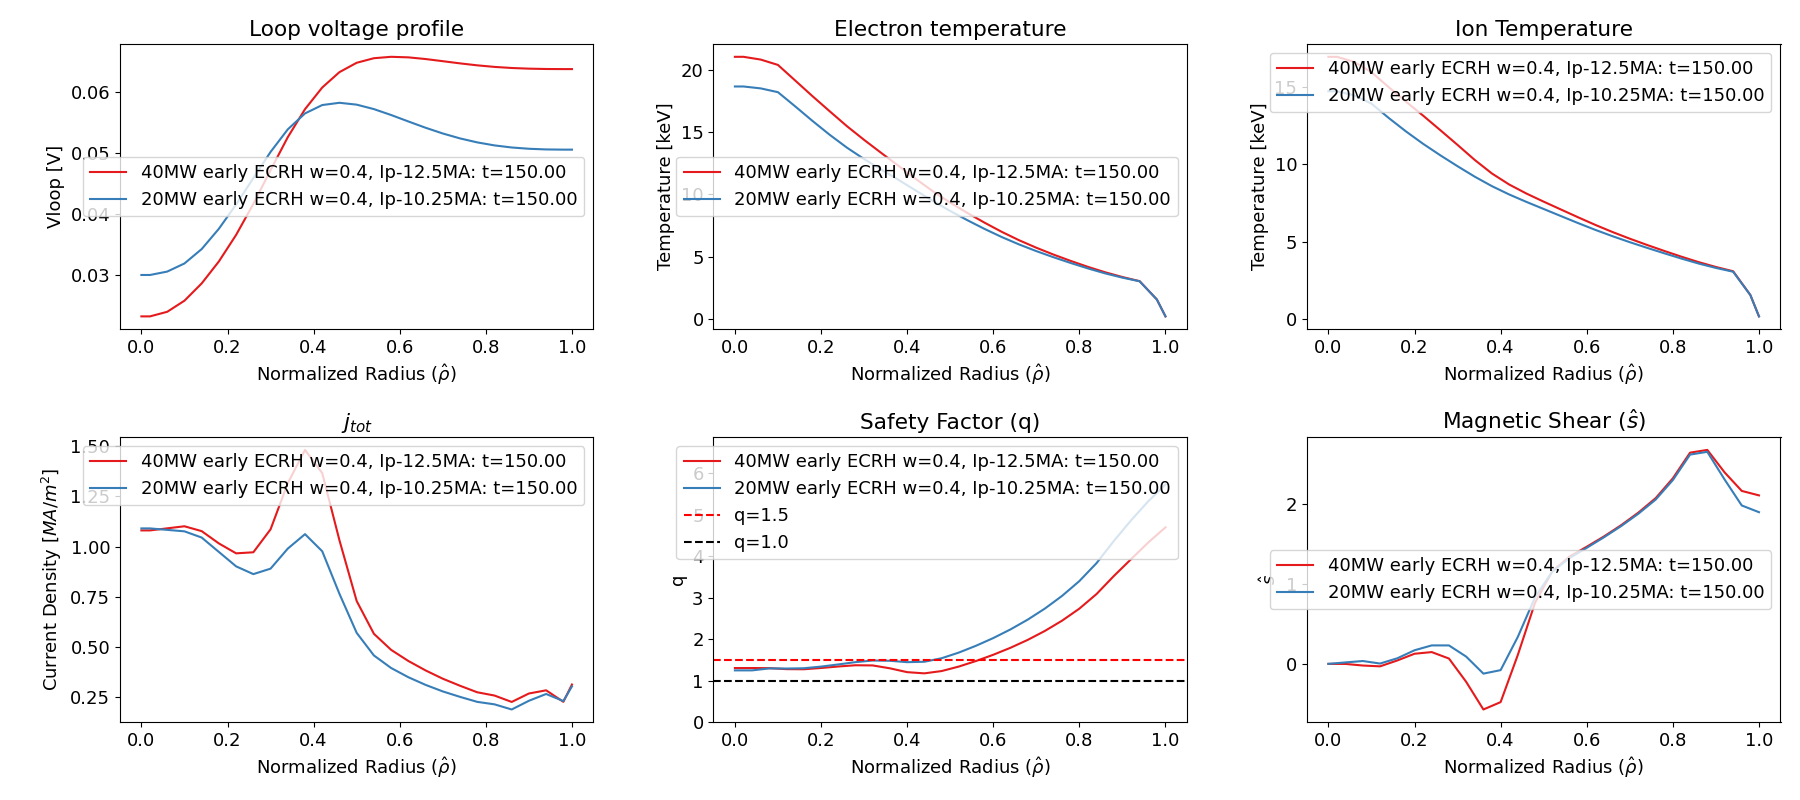 Loop voltage profile
Vloop [V]
0.06
0.05
0.04
0.03
40MW early ECRH w=0.4, Ip-12.5MA: t=150.00
20MW early ECRH w=0.4, Ip-10.25MA: t=150.00
0.0 0.2 0.4 0.6 0.8 1.0
Normalized Radius (ρ̂)
Electron temperature
Temperature [keV]
20
15
10
5
0
40MW early ECRH w=0.4, Ip-12.5MA: t=150.00
20MW early ECRH w=0.4, Ip-10.25MA: t=150.00
0.0 0.2 0.4 0.6 0.8 1.0
Normalized Radius (ρ̂)
Ion Temperature
Temperature [keV]
15
10
5
0
40MW early ECRH w=0.4, Ip-12.5MA: t=150.00
20MW early ECRH w=0.4, Ip-10.25MA: t=150.00
0.0 0.2 0.4 0.6 0.8 1.0
Normalized Radius (ρ̂)
j_tot
Current Density [MA/m²]
1.50
1.25
1.00
0.75
0.50
0.25
40MW early ECRH w=0.4, Ip-12.5MA: t=150.00
20MW early ECRH w=0.4, Ip-10.25MA: t=150.00
0.0 0.2 0.4 0.6 0.8 1.0
Normalized Radius (ρ̂)
Safety Factor (q)
q
6
5
4
3
2
1
0
40MW early ECRH w=0.4, Ip-12.5MA: t=150.00
20MW early ECRH w=0.4, Ip-10.25MA: t=150.00
q=1.5
q=1.0
0.0 0.2 0.4 0.6 0.8 1.0
Normalized Radius (ρ̂)
Magnetic Shear (ŝ)
ŝ
2
1
0
40MW early ECRH w=0.4, Ip-12.5MA: t=150.00
20MW early ECRH w=0.4, Ip-10.25MA: t=150.00
0.0 0.2 0.4 0.6 0.8 1.0
Normalized Radius (ρ̂)